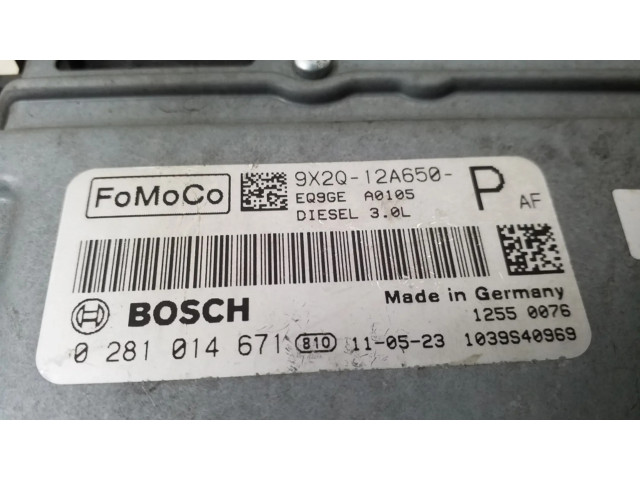 FoMoCo
9X2Q-12A650-
P
AF
EQ9GE A0105
DIESEL 3.0L
BOSCH
Made in Germany
1255 0076
0 281 014 671 810 11-05-23 1039S40969